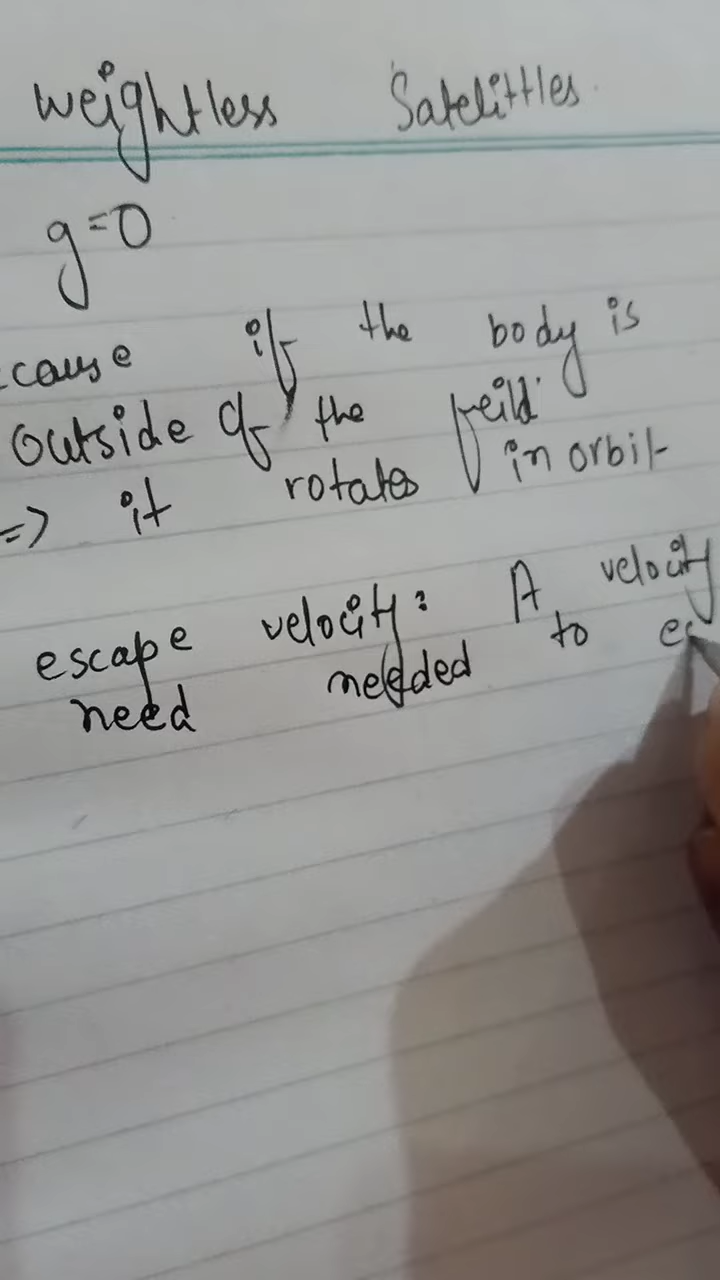 weightless Satelittles.
g=0
cause if the body is
outside of the feild
=> it rotates in orbit
escape velocity: A velocity
need needed to